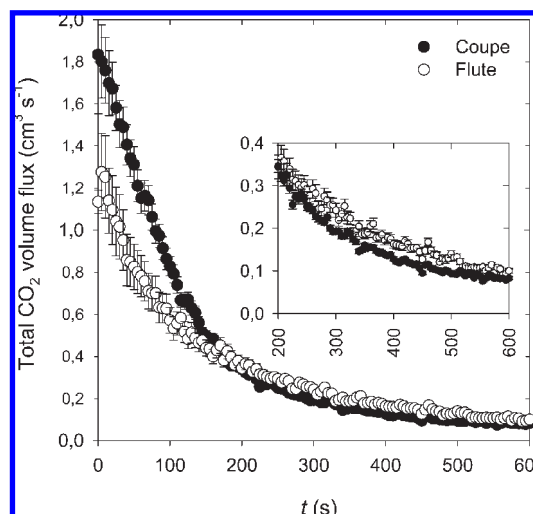 Total CO₂ volume flux (cm³ s⁻¹)
2,0
1,8
1,6
1,4
1,2
1,0
0,8
0,6
0,4
0,2
0,0
Coupe
Flute
0,4
0,3
0,2
0,1
0,0
200 300 400 500 600
0 100 200 300 400 500 60
t (s)